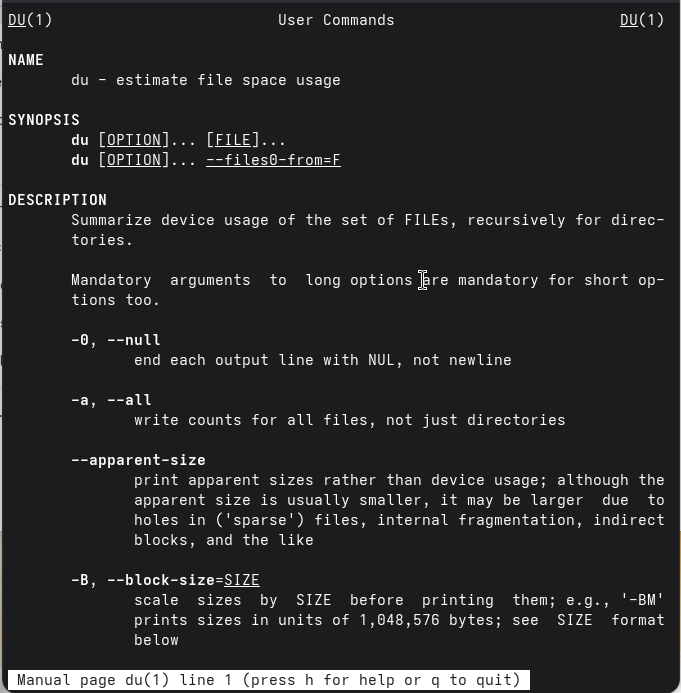 DU(1) User Commands DU(1)
NAME
du - estimate file space usage
SYNOPSIS
du [OPTION]... [FILE]...
du [OPTION]... --files0-from=F
DESCRIPTION
Summarize device usage of the set of FILEs, recursively for direc-
tories.
Mandatory arguments to long options are mandatory for short op-
tions too.
-0, --null
end each output line with NUL, not newline
-a, --all
write counts for all files, not just directories
--apparent-size
print apparent sizes rather than device usage; although the
apparent size is usually smaller, it may be larger due to
holes in ('sparse') files, internal fragmentation, indirect
blocks, and the like
-B, --block-size=SIZE
scale sizes by SIZE before printing them; e.g., '-BM'
prints sizes in units of 1,048,576 bytes; see SIZE format
below
Manual page du(1) line 1 (press h for help or q to quit)